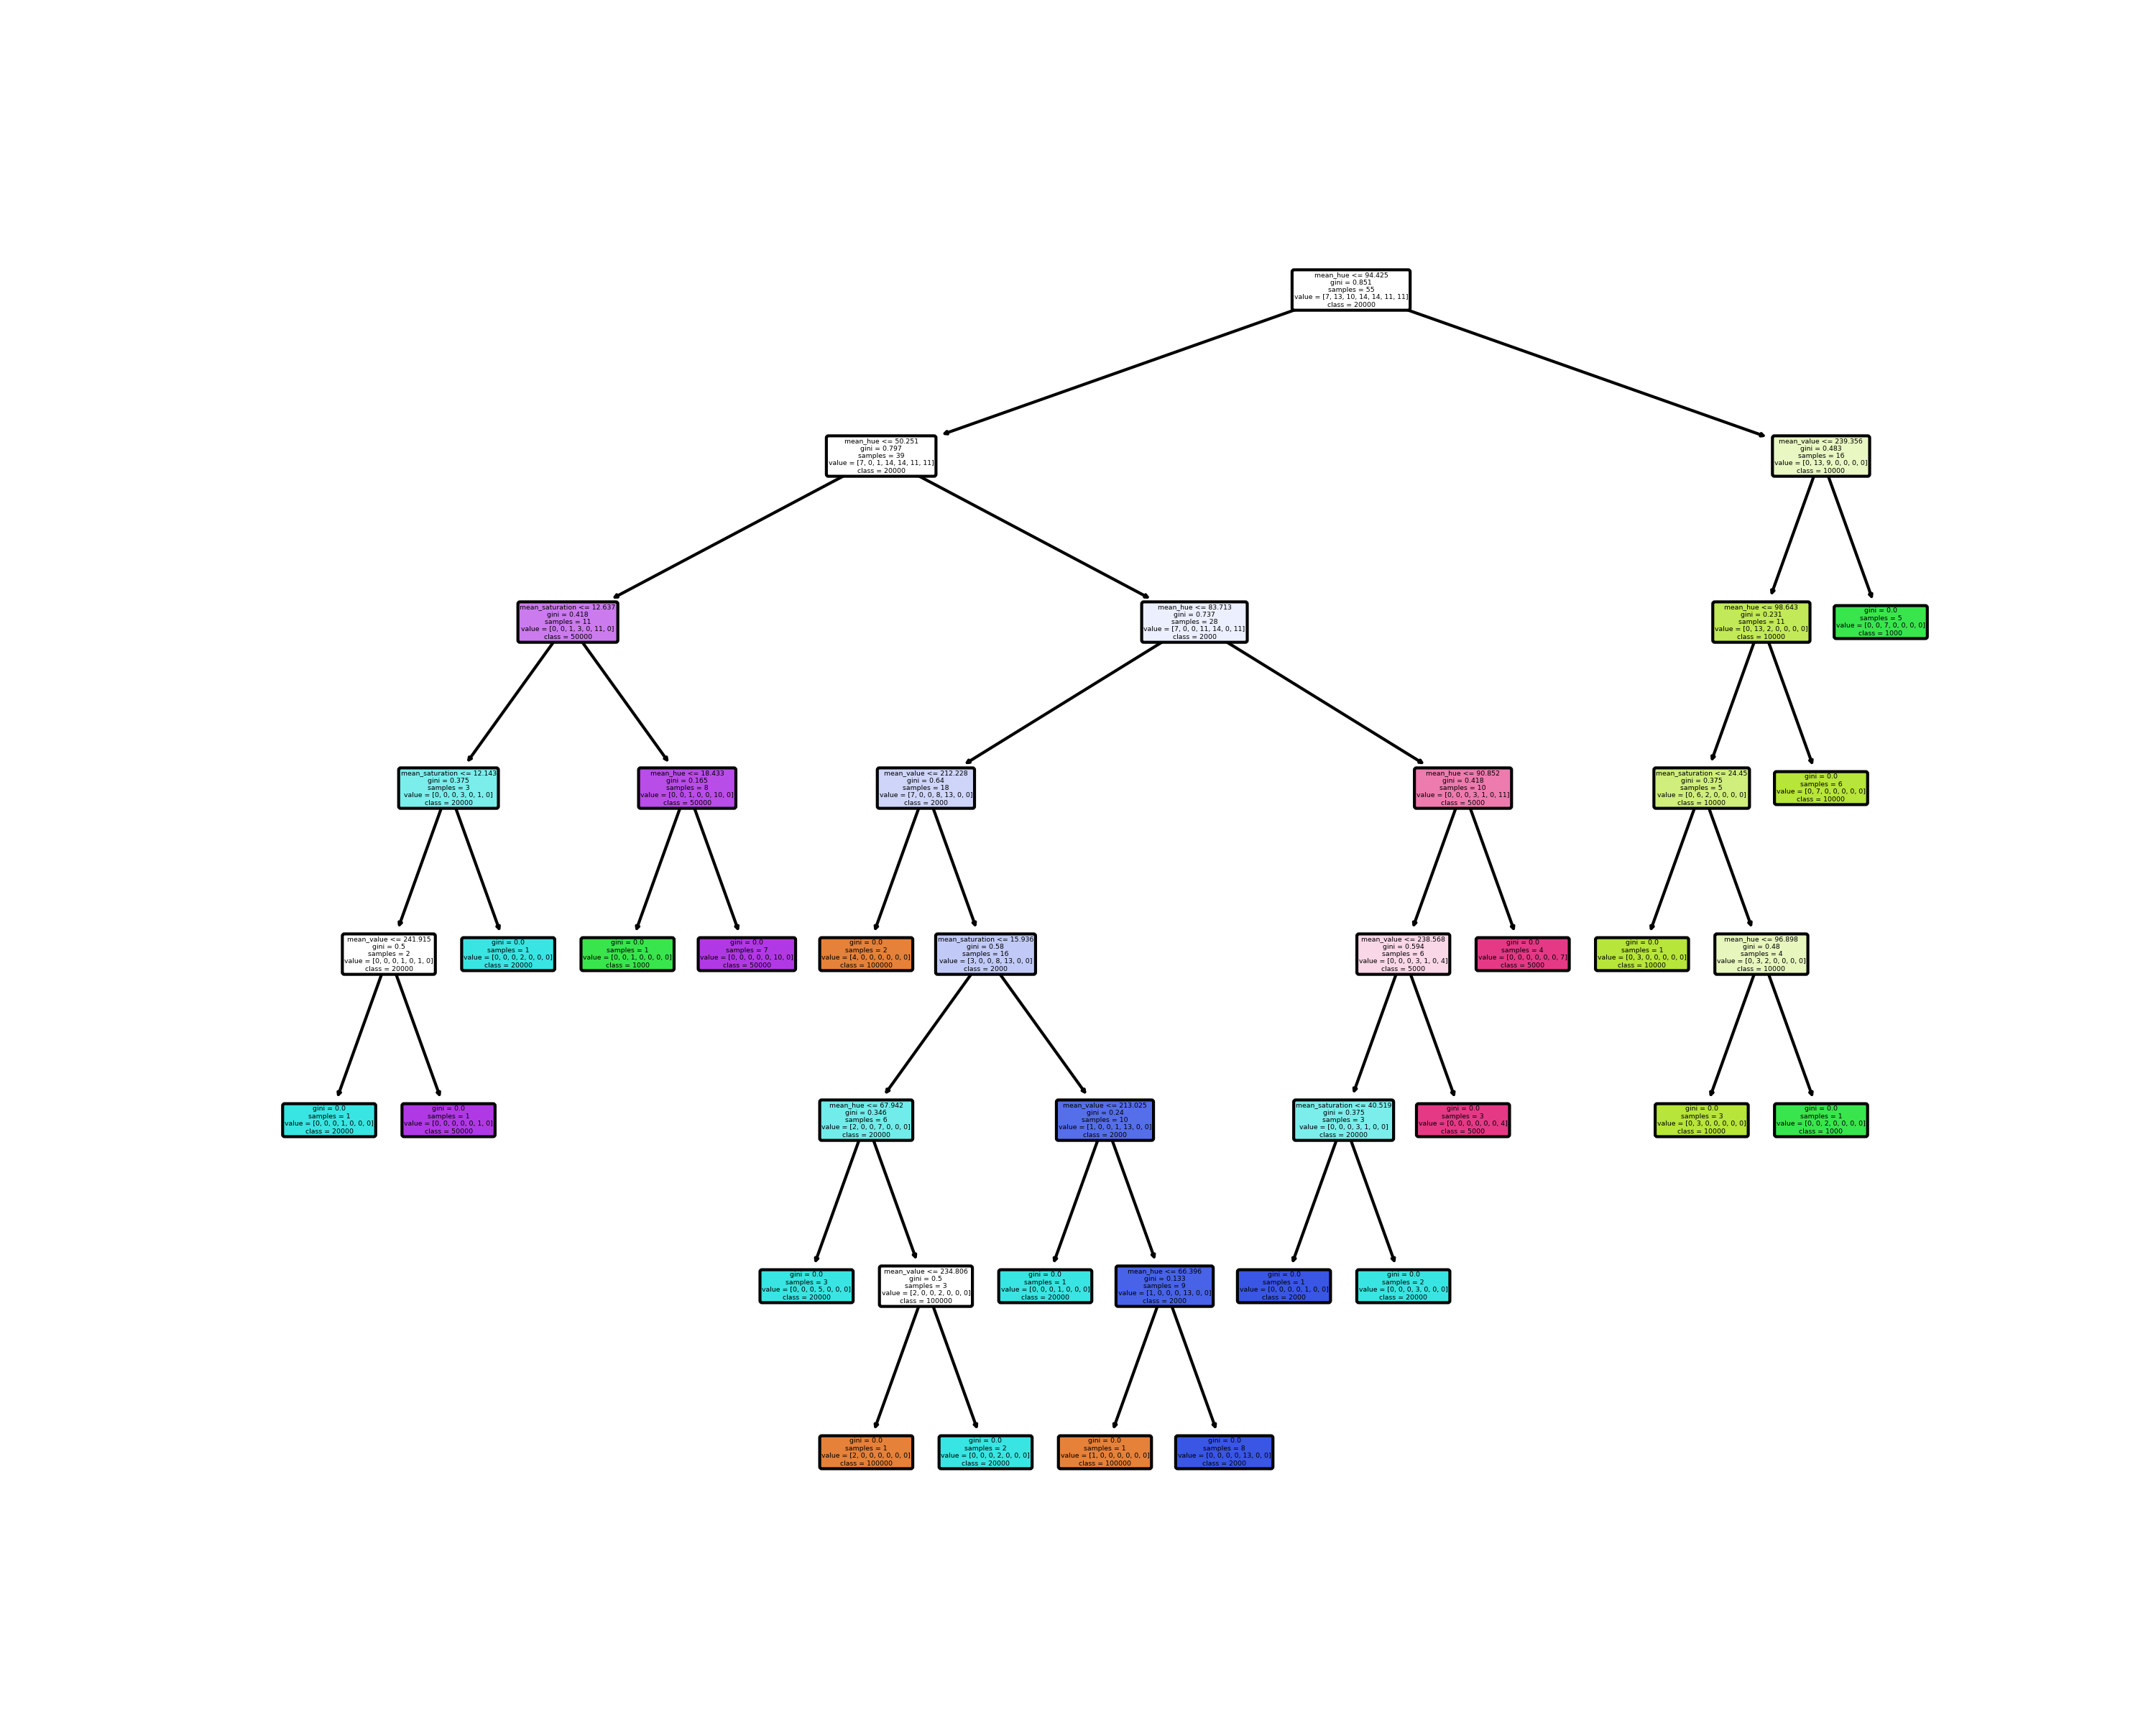 mean_hue <= 94.425
gini = 0.851
samples = 55
value = [7, 13, 10, 14, 14, 11, 11]
class = 20000
mean_hue <= 50.251
gini = 0.797
samples = 39
value = [7, 0, 1, 14, 14, 11, 11]
class = 20000
mean_value <= 239.356
gini = 0.483
samples = 16
value = [0, 13, 9, 0, 0, 0, 0]
class = 10000
mean_saturation <= 12.637
gini = 0.418
samples = 11
value = [0, 0, 1, 3, 0, 11, 0]
class = 50000
mean_hue <= 83.713
gini = 0.737
samples = 28
value = [7, 0, 0, 11, 14, 0, 11]
class = 2000
mean_hue <= 98.643
gini = 0.231
samples = 11
value = [0, 13, 2, 0, 0, 0, 0]
class = 10000
gini = 0.0
samples = 5
value = [0, 0, 7, 0, 0, 0, 0]
class = 1000
mean_saturation <= 12.143
gini = 0.375
samples = 3
value = [0, 0, 0, 3, 0, 1, 0]
class = 20000
mean_hue <= 18.433
gini = 0.165
samples = 8
value = [0, 0, 1, 0, 0, 10, 0]
class = 50000
mean_value <= 212.228
gini = 0.64
samples = 18
value = [7, 0, 0, 8, 13, 0, 0]
class = 2000
mean_hue <= 90.852
gini = 0.418
samples = 10
value = [0, 0, 0, 3, 1, 0, 11]
class = 5000
mean_saturation <= 24.45
gini = 0.375
samples = 5
value = [0, 6, 2, 0, 0, 0, 0]
class = 10000
gini = 0.0
samples = 6
value = [0, 7, 0, 0, 0, 0, 0]
class = 10000
mean_value <= 241.915
gini = 0.5
samples = 2
value = [0, 0, 0, 1, 0, 1, 0]
class = 20000
gini = 0.0
samples = 1
value = [0, 0, 0, 2, 0, 0, 0]
class = 20000
gini = 0.0
samples = 1
value = [0, 0, 1, 0, 0, 0, 0]
class = 1000
gini = 0.0
samples = 7
value = [0, 0, 0, 0, 0, 10, 0]
class = 50000
gini = 0.0
samples = 2
value = [4, 0, 0, 0, 0, 0, 0]
class = 100000
mean_saturation <= 15.936
gini = 0.58
samples = 16
value = [3, 0, 0, 8, 13, 0, 0]
class = 2000
mean_value <= 238.568
gini = 0.594
samples = 6
value = [0, 0, 0, 3, 1, 0, 4]
class = 5000
gini = 0.0
samples = 4
value = [0, 0, 0, 0, 0, 0, 7]
class = 5000
gini = 0.0
samples = 1
value = [0, 3, 0, 0, 0, 0, 0]
class = 10000
mean_hue <= 96.898
gini = 0.48
samples = 4
value = [0, 3, 2, 0, 0, 0, 0]
class = 10000
gini = 0.0
samples = 1
value = [0, 0, 0, 1, 0, 0, 0]
class = 20000
gini = 0.0
samples = 1
value = [0, 0, 0, 0, 0, 1, 0]
class = 50000
mean_hue <= 67.942
gini = 0.346
samples = 6
value = [2, 0, 0, 7, 0, 0, 0]
class = 20000
mean_value <= 213.025
gini = 0.24
samples = 10
value = [1, 0, 0, 1, 13, 0, 0]
class = 2000
mean_saturation <= 40.519
gini = 0.375
samples = 3
value = [0, 0, 0, 3, 1, 0, 0]
class = 20000
gini = 0.0
samples = 3
value = [0, 0, 0, 0, 0, 0, 4]
class = 5000
gini = 0.0
samples = 3
value = [0, 3, 0, 0, 0, 0, 0]
class = 10000
gini = 0.0
samples = 1
value = [0, 0, 2, 0, 0, 0, 0]
class = 1000
gini = 0.0
samples = 3
value = [0, 0, 0, 5, 0, 0, 0]
class = 20000
mean_value <= 234.806
gini = 0.5
samples = 3
value = [2, 0, 0, 2, 0, 0, 0]
class = 100000
gini = 0.0
samples = 1
value = [0, 0, 0, 1, 0, 0, 0]
class = 20000
mean_hue <= 66.396
gini = 0.133
samples = 9
value = [1, 0, 0, 0, 13, 0, 0]
class = 2000
gini = 0.0
samples = 1
value = [0, 0, 0, 0, 1, 0, 0]
class = 2000
gini = 0.0
samples = 2
value = [0, 0, 0, 3, 0, 0, 0]
class = 20000
gini = 0.0
samples = 1
value = [2, 0, 0, 0, 0, 0, 0]
class = 100000
gini = 0.0
samples = 2
value = [0, 0, 0, 2, 0, 0, 0]
class = 20000
gini = 0.0
samples = 1
value = [1, 0, 0, 0, 0, 0, 0]
class = 100000
gini = 0.0
samples = 8
value = [0, 0, 0, 0, 13, 0, 0]
class = 2000